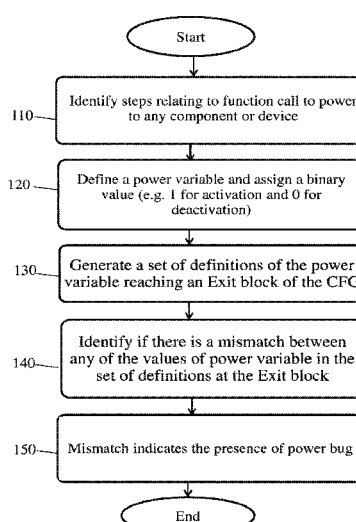 Start
110
Identify steps relating to function call to power
to any component or device
120
Define a power variable and assign a binary
value (e.g. 1 for activation and 0 for
deactivation)
130
Generate a set of definitions of the power
variable reaching an Exit block of the CFG
140
Identify if there is a mismatch between
any of the values of power variable in the
set of definitions at the Exit block
150
Mismatch indicates the presence of power bug
End